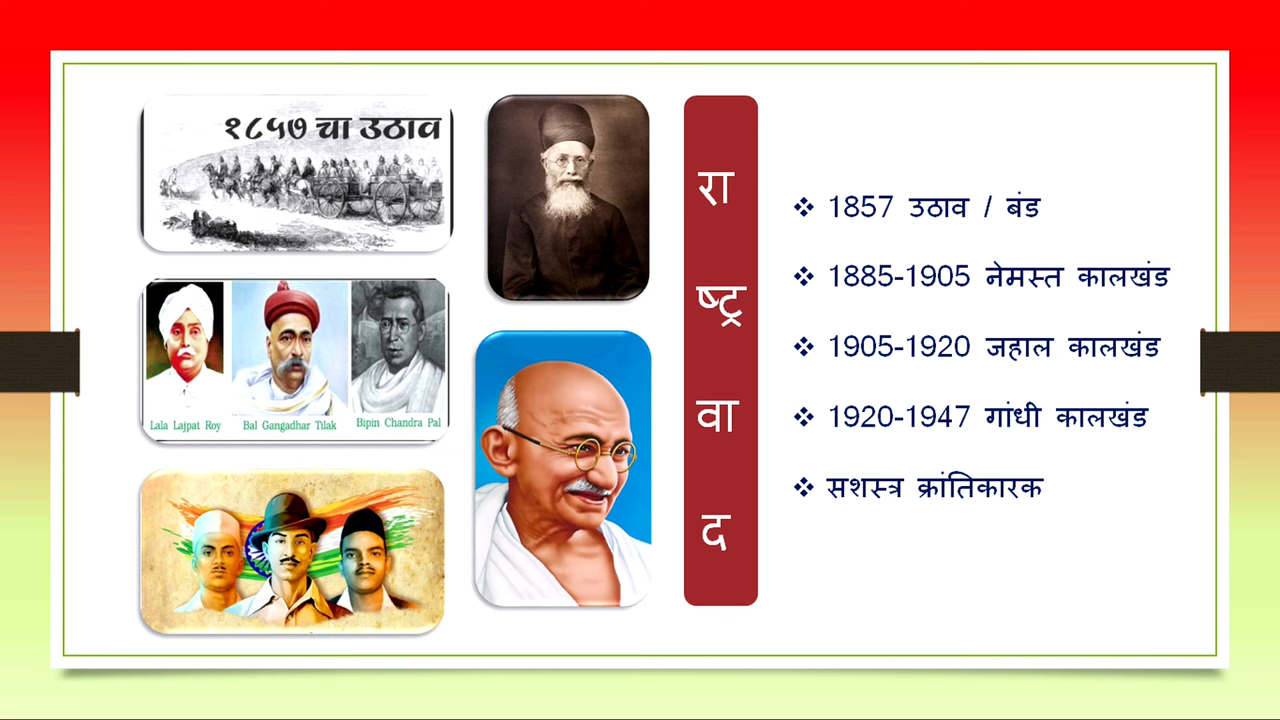 १८५७ चा उठाव
Lala Lajpat Roy
Bal Gangadhar Tilak
Bipin Chandra Pal
रा
ष्ट्र
वा
द
❖ 1857 उठाव / बंड
❖ 1885-1905 नेमस्त कालखंड
❖ 1905-1920 जहाल कालखंड
❖ 1920-1947 गांधी कालखंड
❖ सशस्त्र क्रांतिकारक